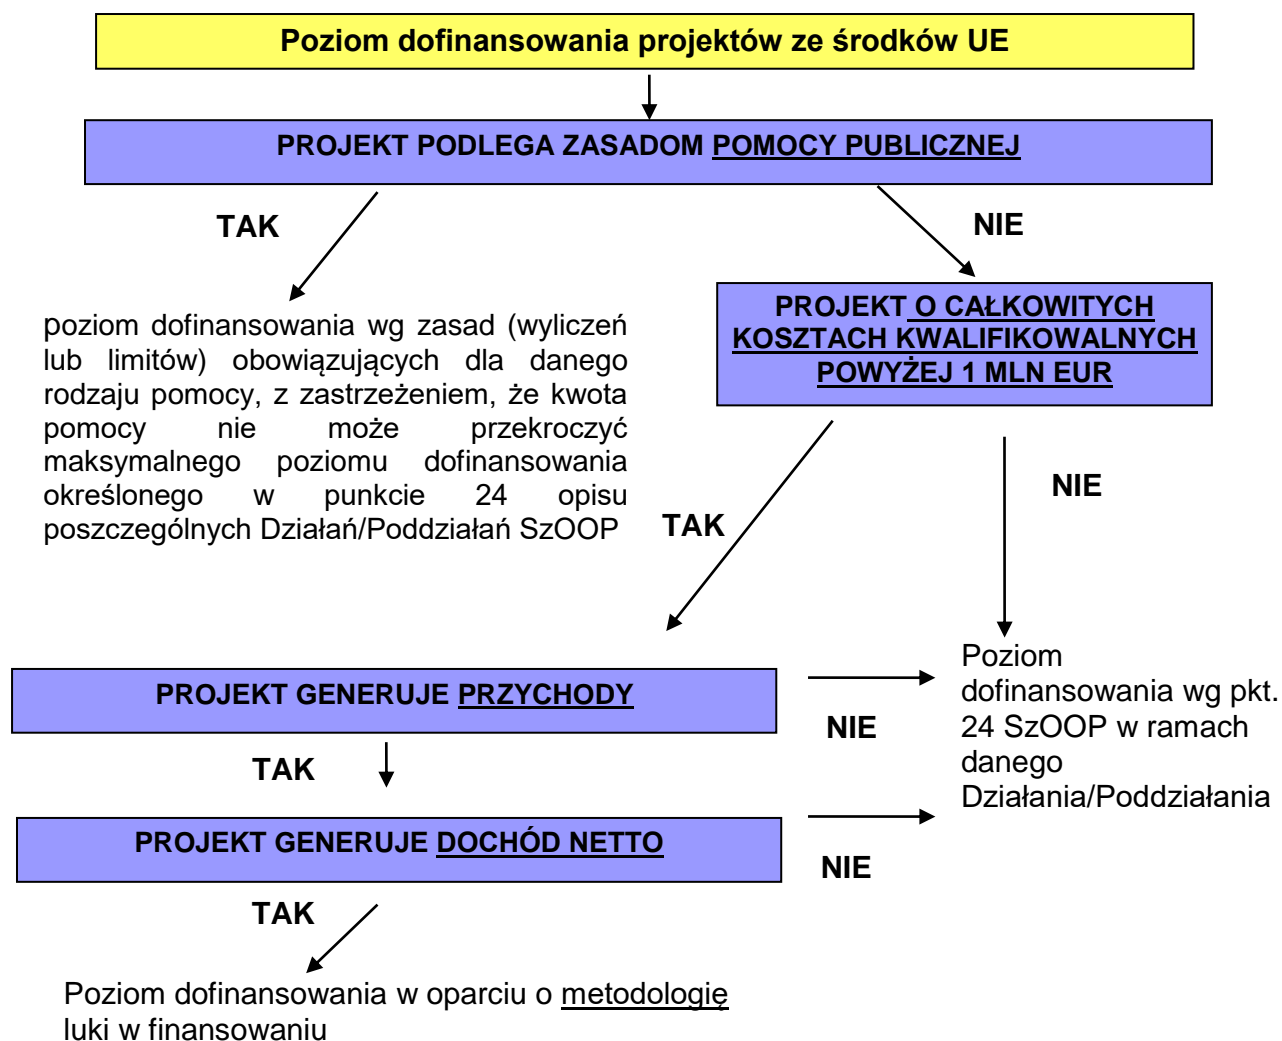 Poziom dofinansowania projektów ze środków UE
PROJEKT PODLEGA ZASADOM POMOCY PUBLICZNEJ
TAK
NIE
poziom dofinansowania wg zasad (wyliczeń
lub limitów) obowiązujących dla danego
rodzaju pomocy, z zastrzeżeniem, że kwota
pomocy nie może przekroczyć
maksymalnego poziomu dofinansowania
określonego w punkcie 24 opisu
poszczególnych Działań/Poddziałań SzOOP
PROJEKT O CAŁKOWITYCH
KOSZTACH KWALIFIKOWALNYCH
POWYŻEJ 1 MLN EUR
TAK
NIE
PROJEKT GENERUJE PRZYCHODY
NIE
TAK
Poziom
dofinansowania wg pkt.
24 SzOOP w ramach
danego
Działania/Poddziałania
PROJEKT GENERUJE DOCHÓD NETTO
NIE
TAK
Poziom dofinansowania w oparciu o metodologię
luki w finansowaniu